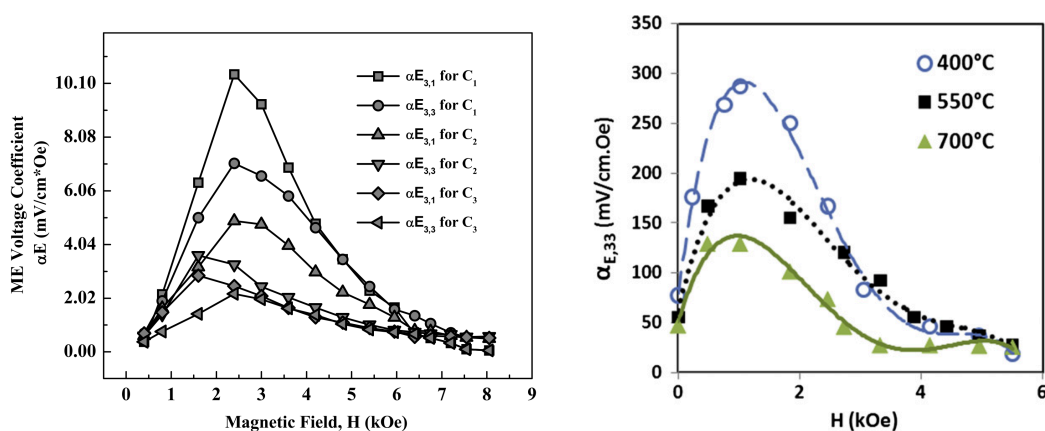 ME Voltage Coefficient
αE (mV/cm*Oe)
10.10
8.08
6.06
4.04
2.02
0.00
αE3,1 for C1
αE3,3 for C1
αE3,1 for C2
αE3,3 for C2
αE3,1 for C3
αE3,3 for C3
0 1 2 3 4 5 6 7 8 9
Magnetic Field, H (kOe)
αE,33 (mV/cm.Oe)
350
300
250
200
150
100
50
0
400°C
550°C
700°C
0 2 4 6
H (kOe)